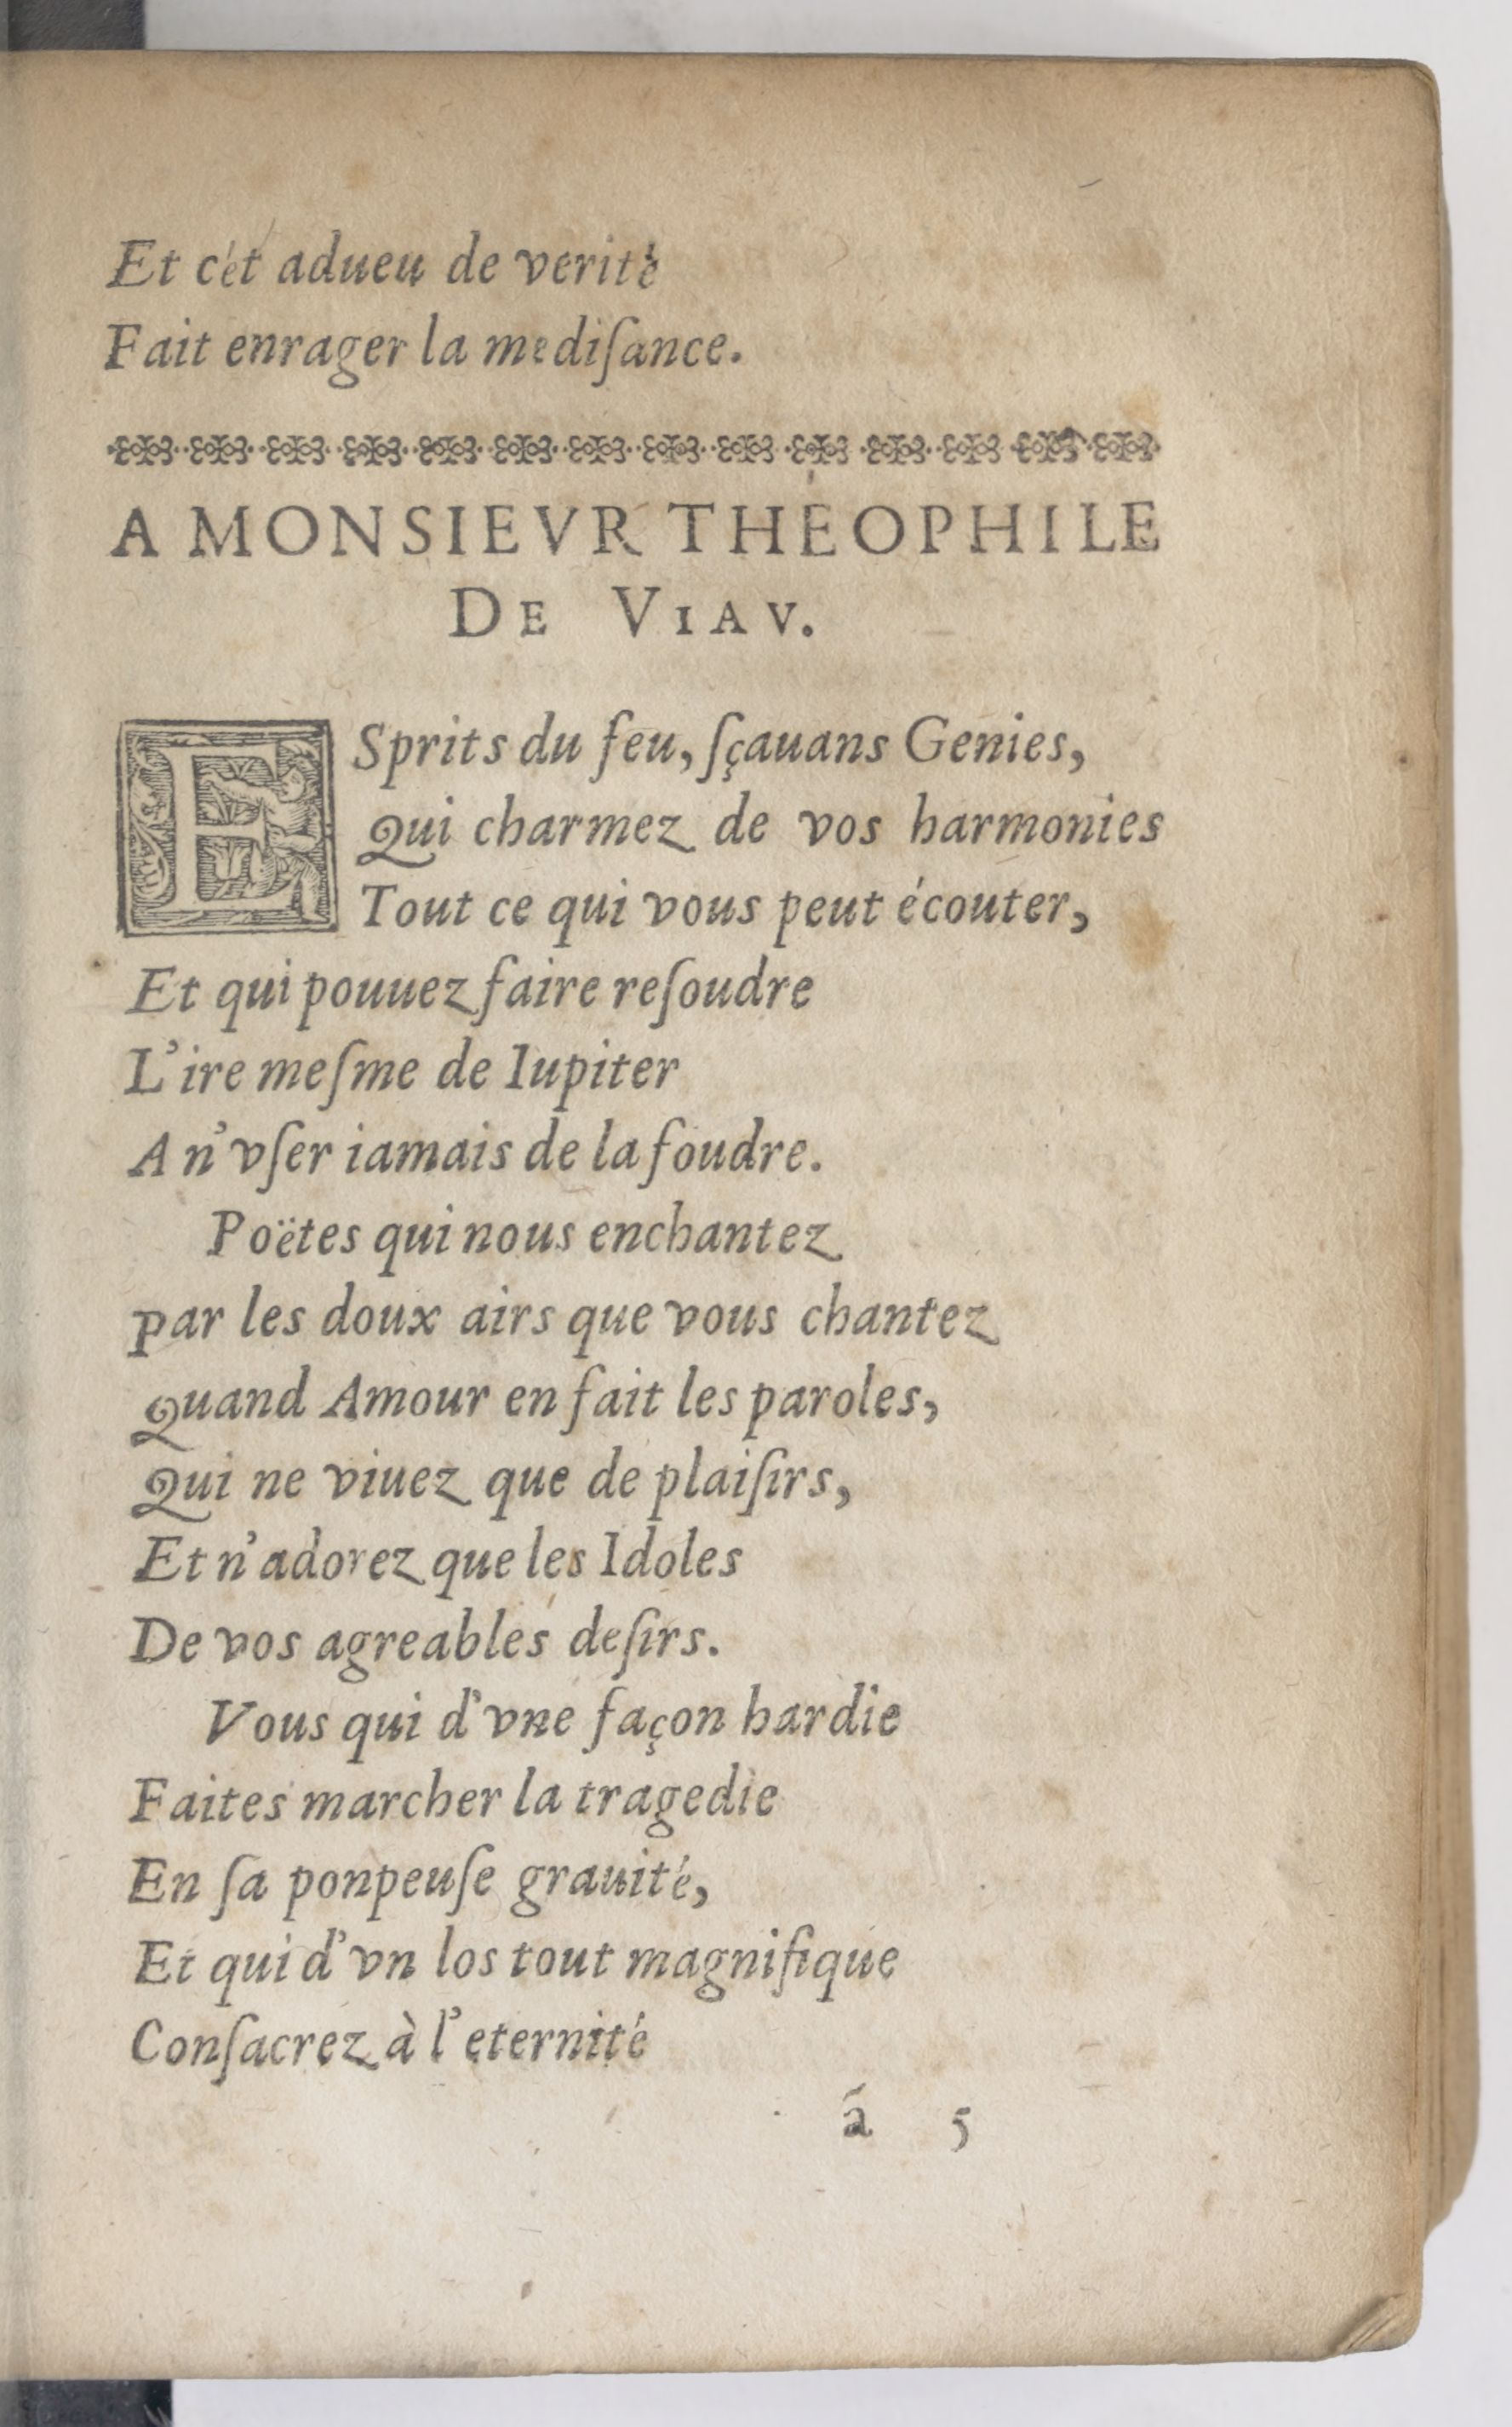 Et cét adueu de verité
Fait enrager la mediſance.
A MONSIEVR THEOPHILE
DE VIAV.
ESprits du feu, ſçauans Genies,
Qui charmez de vos harmonies
Tout ce qui vous peut écouter,
Et qui pouuez faire reſoudre
L'ire meſme de Iupiter
A n'vſer iamais de la foudre.
Poëtes qui nous enchantez
par les doux airs que vous chantez
Quand Amour en fait les paroles,
Qui ne viuez que de plaiſirs,
Et n'adorez que les Idoles
De vos agreables deſirs.
Vous qui d'vne façon hardie
Faites marcher la tragedie
En ſa ponpeuſe grauité,
Et qui d'vn los tout magnifique
Conſacrez à l'eternité
á 5